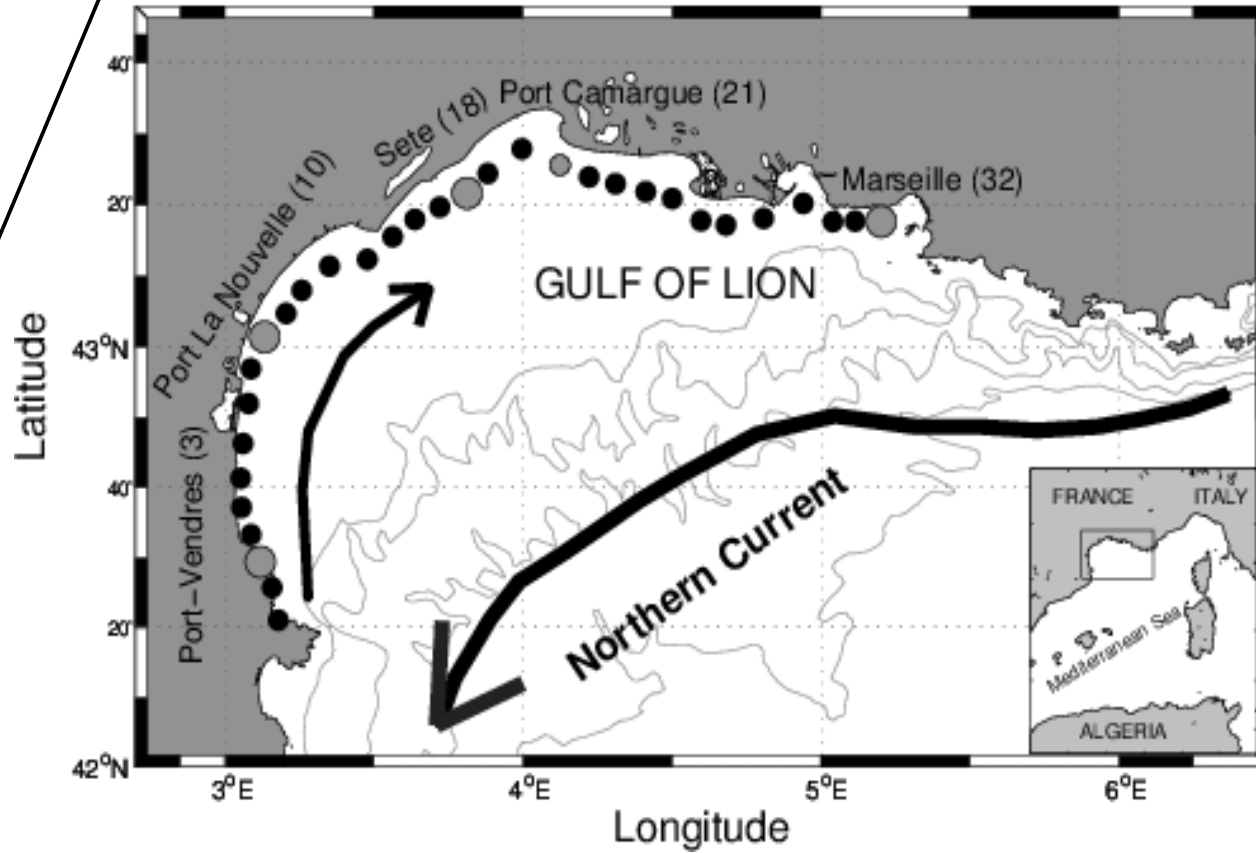 40'
20'
43°N
40'
20'
42°N
Latitude
3°E
4°E
5°E
6°E
Longitude
Port-Vendres (3)
Port La Nouvelle (10)
Sete (18)
Port Camargue (21)
Marseille (32)
GULF OF LION
Northern Current
FRANCE
ITALY
Mediterranean Sea
ALGERIA